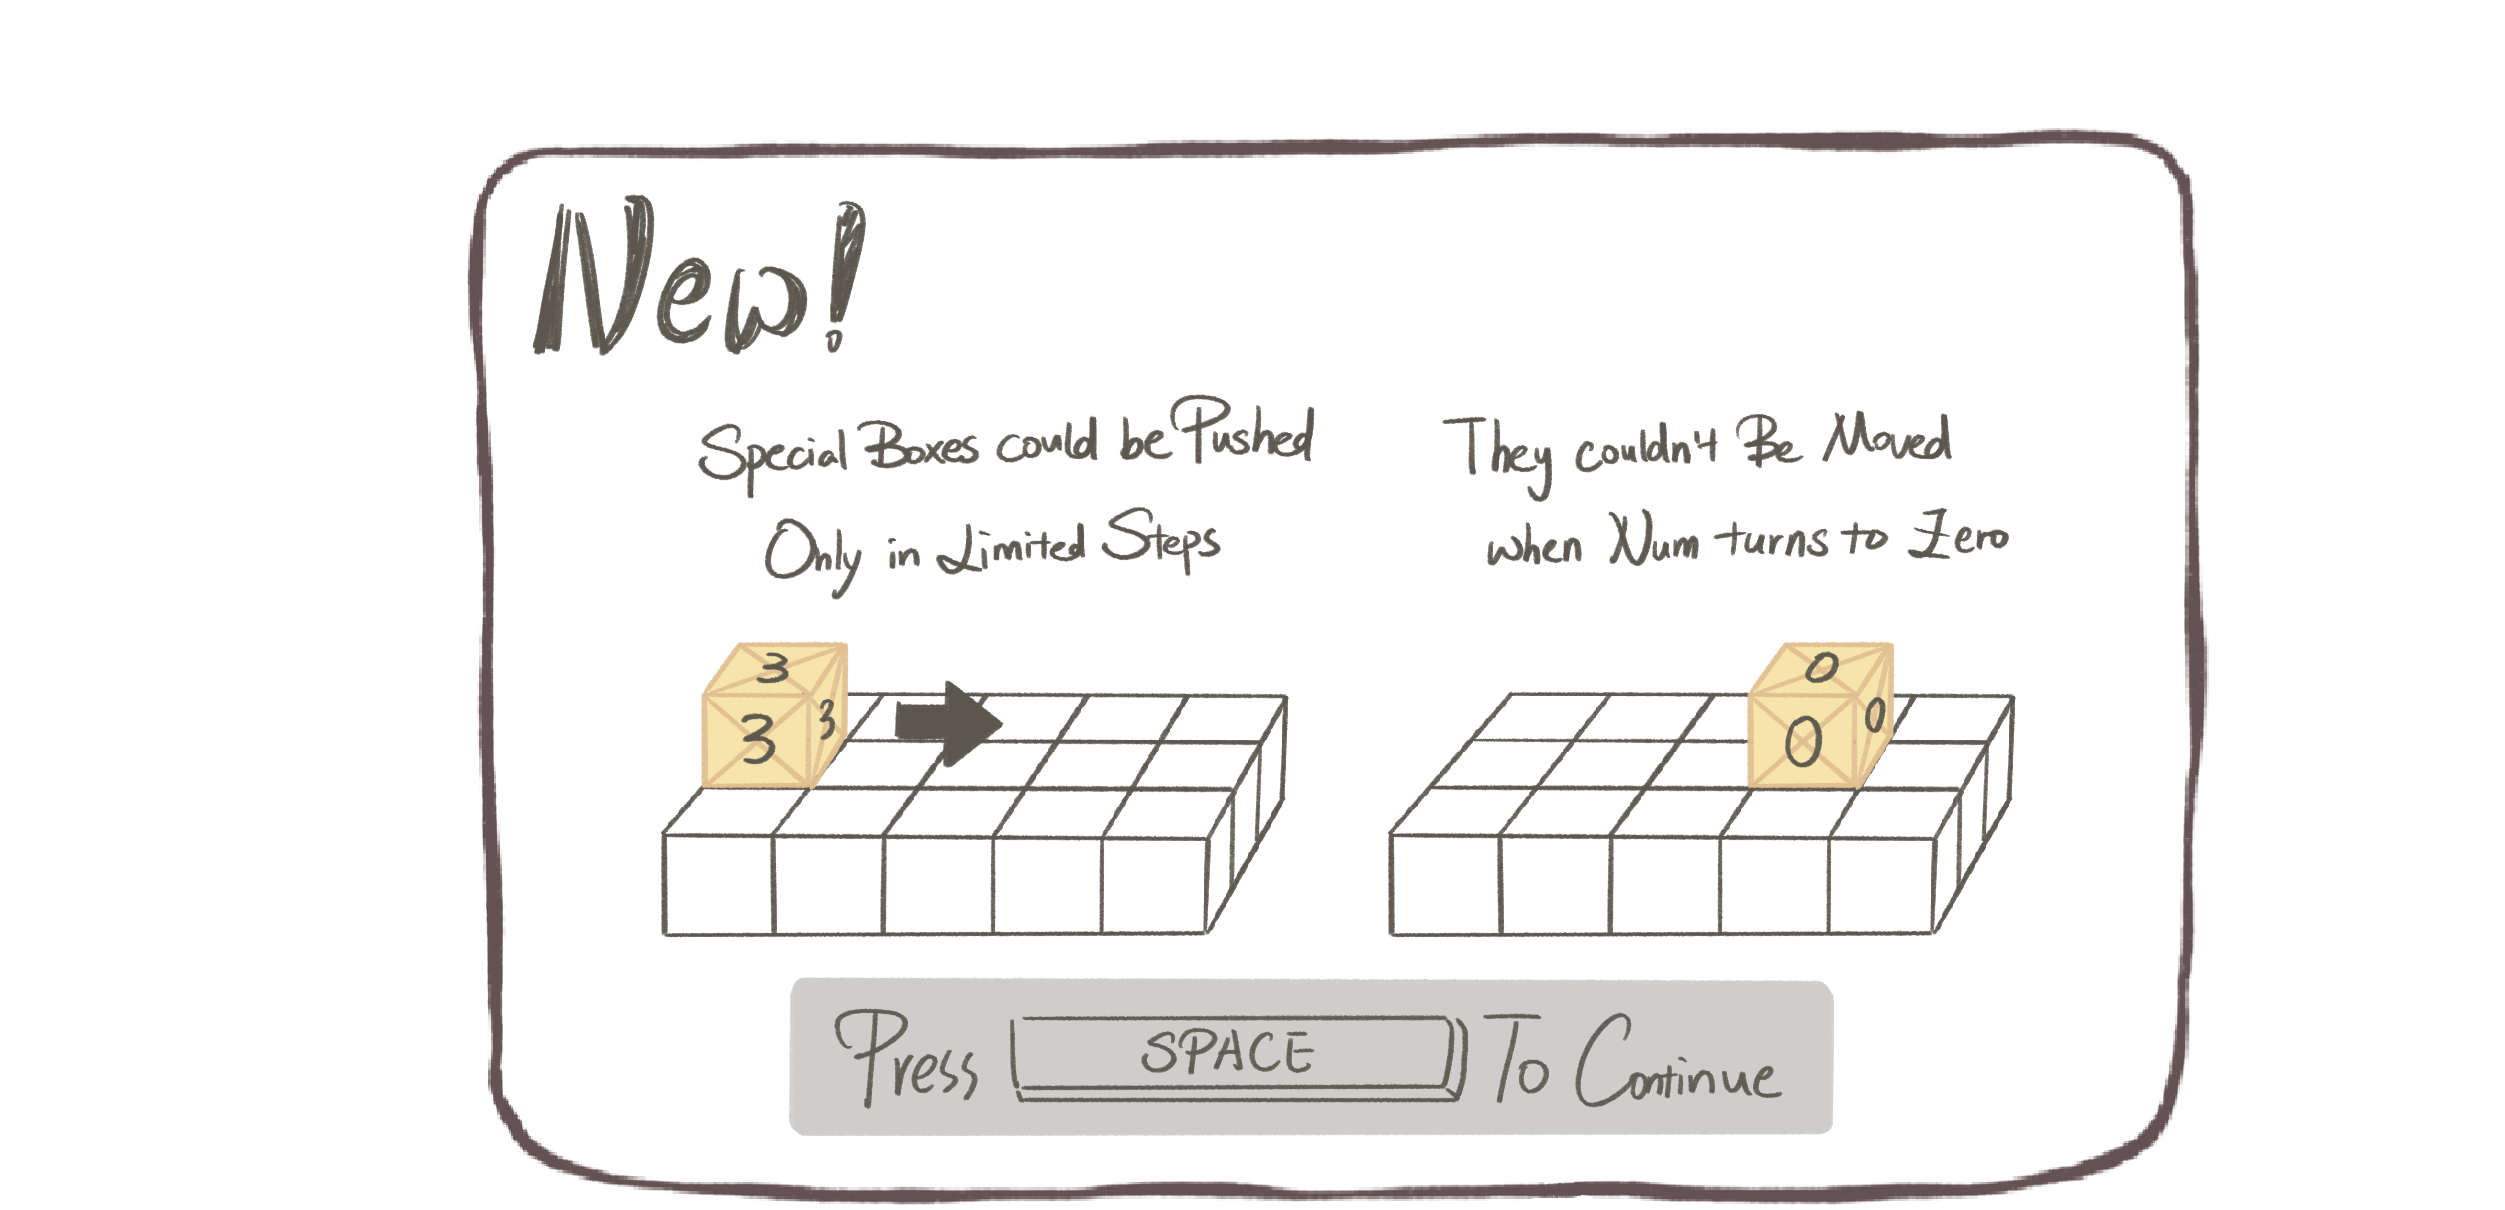 New!
Special Boxes could be Pushed
Only in Limited Steps
They couldn't Be Moved
when Num turns to Zero
3
3
3
0
0
0
Press SPACE To Continue